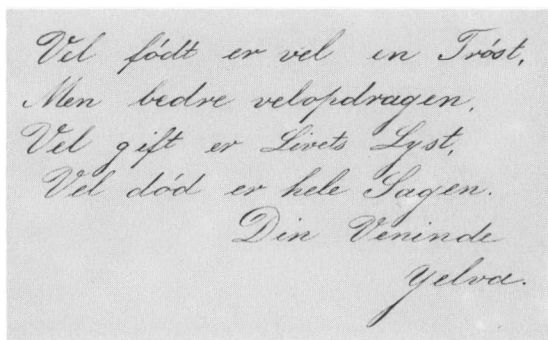 Vel født er vel en Trøst,
Men bedre velopdragen,
Vel gift er Livets Lyst,
Vel död er hele Sagen.
Din Veninde
Yelva.